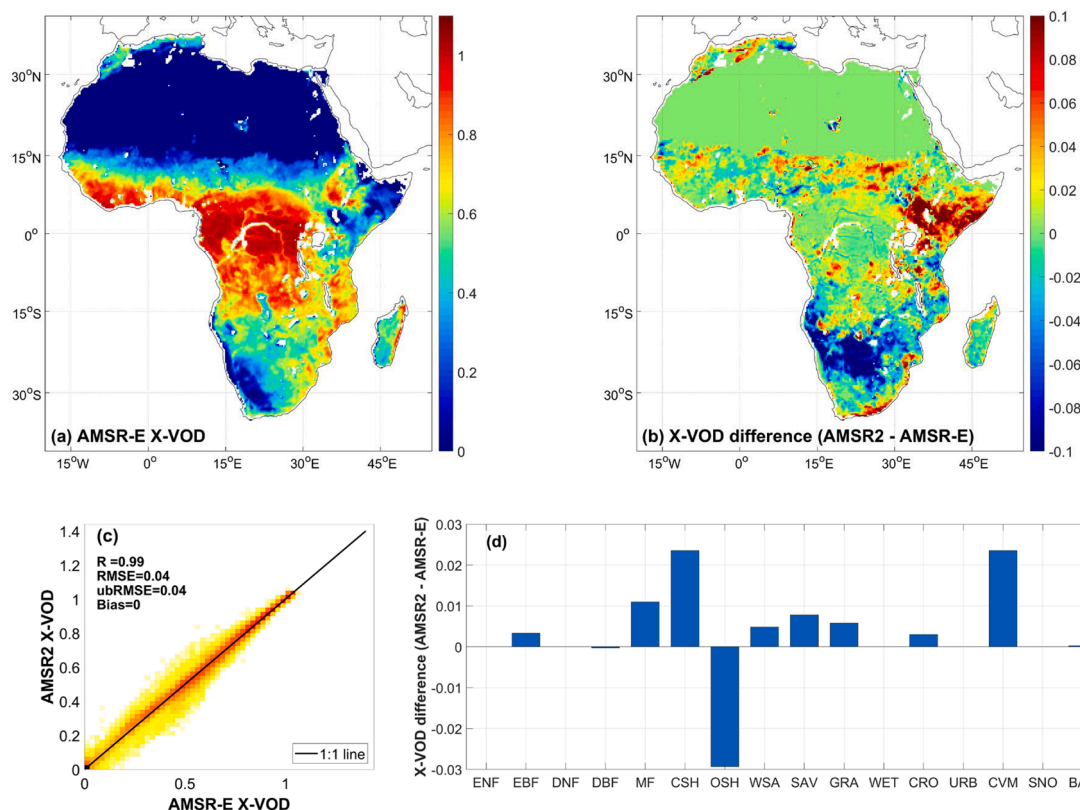 30°N
15°N
0°
15°S
30°S
15°W 0° 15°E 30°E 45°E
(a) AMSR-E X-VOD
1
0.8
0.6
0.4
0.2
0
30°N
15°N
0°
15°S
30°S
15°W 0° 15°E 30°E 45°E
(b) X-VOD difference (AMSR2 - AMSR-E)
0.1
0.08
0.06
0.04
0.02
0
-0.02
-0.04
-0.06
-0.08
-0.1
(c)
R =0.99
RMSE=0.04
ubRMSE=0.04
Bias=0
AMSR2 X-VOD
1.4
1.2
1
0.8
0.6
0.4
0.2
0
1:1 line
0 0.5 1
AMSR-E X-VOD
(d)
X-VOD difference (AMSR2 - AMSR-E)
0.03
0.02
0.01
0
-0.01
-0.02
-0.03
ENF EBF DNF DBF MF CSH OSH WSA SAV GRA WET CRO URB CVM SNO